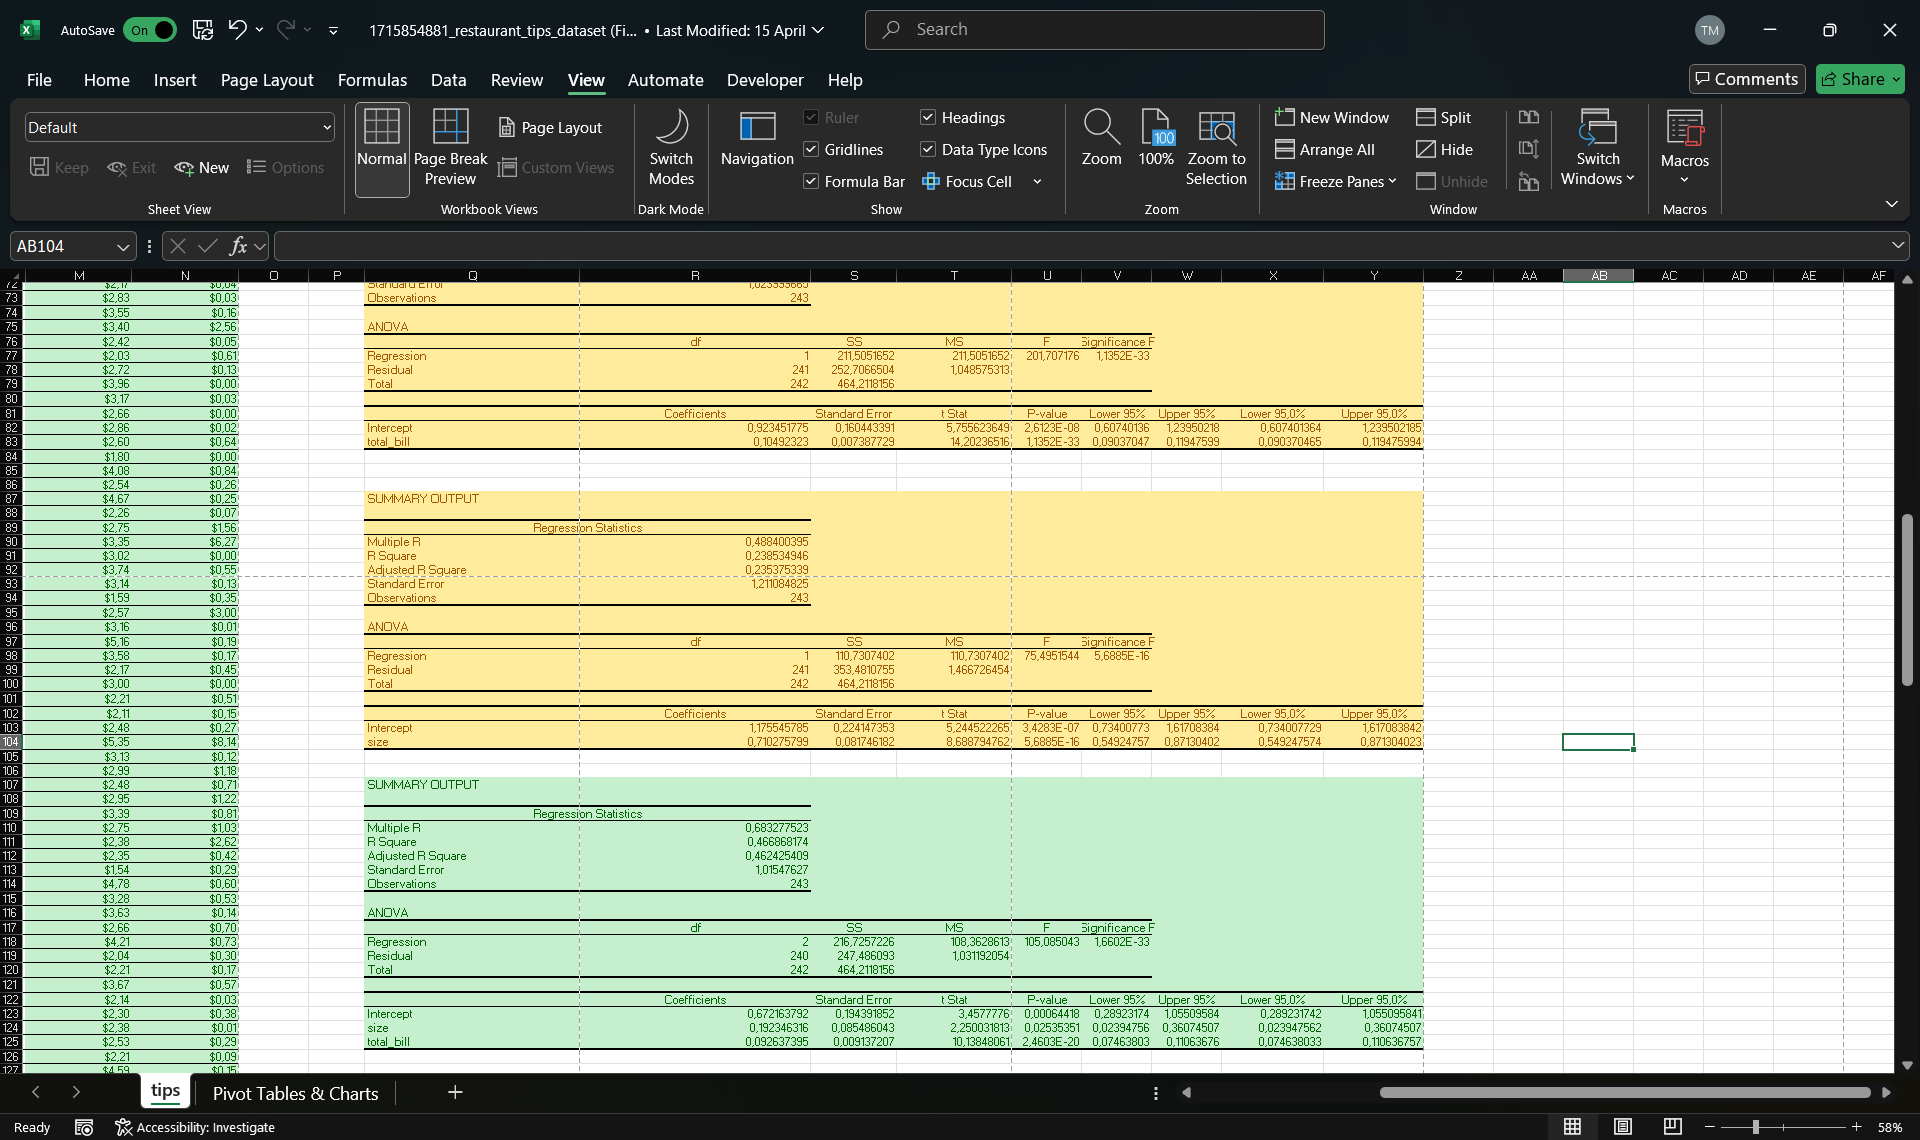 AutoSave On 1715854881_restaurant_tips_dataset (Fi... • Last Modified: 15 April Search TM
File Home Insert Page Layout Formulas Data Review View Automate Developer Help Comments Share
Default
Keep Exit New Options
Sheet View
Normal Page Break Preview Page Layout Custom Views
Workbook Views
Switch Modes
Dark Mode
Navigation Ruler Gridlines Formula Bar Headings Data Type Icons Focus Cell
Show
Zoom 100 100% Zoom to Selection
Zoom
New Window Arrange All Freeze Panes Split Hide Unhide Switch Windows
Window
Macros
Macros
AB104 fx
M N O P Q R S T U V W X Y Z AA AB AC AD AE AF
72 $2,17 $0,04 Standard Error 1,023999665
73 $2,83 $0,03 Observations 243
74 $3,55 $0,16
75 $3,40 $2,56 ANOVA
76 $2,42 $0,05 df SS MS F Significance F
77 $2,03 $0,61 Regression 1 211,5051652 211,5051652 201,707176 1,1352E-33
78 $2,72 $0,13 Residual 241 252,7066504 1,048575313
79 $3,96 $0,00 Total 242 464,2118156
80 $3,17 $0,03
81 $2,66 $0,00 Coefficients Standard Error t Stat P-value Lower 95% Upper 95% Lower 95,0% Upper 95,0%
82 $2,86 $0,02 Intercept 0,923451775 0,160443391 5,755623649 2,6123E-08 0,60740136 1,23950218 0,607401364 1,239502185
83 $2,60 $0,64 total_bill 0,10492323 0,007387729 14,20236516 1,1352E-33 0,09037047 0,11947599 0,090370465 0,119475994
84 $1,80 $0,00
85 $4,08 $0,84
86 $2,54 $0,26
87 $4,67 $0,25 SUMMARY OUTPUT
88 $2,26 $0,07
89 $2,75 $1,56 Regression Statistics
90 $3,35 $6,27 Multiple R 0,488400395
91 $3,02 $0,00 R Square 0,238534946
92 $3,74 $0,55 Adjusted R Square 0,235375339
93 $3,14 $0,13 Standard Error 1,211084825
94 $1,59 $0,35 Observations 243
95 $2,57 $3,00
96 $3,16 $0,01 ANOVA
97 $5,16 $0,19 df SS MS F Significance F
98 $3,58 $0,17 Regression 1 110,7307402 110,7307402 75,4951544 5,6885E-16
99 $2,17 $0,45 Residual 241 353,4810755 1,466726454
100 $3,00 $0,00 Total 242 464,2118156
101 $2,21 $0,51
102 $2,11 $0,15 Coefficients Standard Error t Stat P-value Lower 95% Upper 95% Lower 95,0% Upper 95,0%
103 $2,48 $0,27 Intercept 1,175545785 0,224147353 5,244522265 3,4283E-07 0,73400773 1,61708384 0,734007729 1,617083842
104 $5,35 $8,14 size 0,710275799 0,081746182 8,688794762 5,6885E-16 0,54924757 0,87130402 0,549247574 0,871304023
105 $3,13 $0,12
106 $2,99 $1,18
107 $2,48 $0,71 SUMMARY OUTPUT
108 $2,95 $1,22
109 $3,39 $0,81 Regression Statistics
110 $2,75 $1,03 Multiple R 0,683277523
111 $2,38 $2,62 R Square 0,466868174
112 $2,35 $0,42 Adjusted R Square 0,462425409
113 $1,54 $0,29 Standard Error 1,01547627
114 $4,78 $0,60 Observations 243
115 $3,28 $0,53
116 $3,63 $0,14 ANOVA
117 $2,66 $0,70 df SS MS F Significance F
118 $4,21 $0,73 Regression 2 216,7257226 108,3628613 105,085043 1,6602E-33
119 $2,04 $0,30 Residual 240 247,486093 1,031192054
120 $2,21 $0,17 Total 242 464,2118156
121 $3,67 $0,57
122 $2,14 $0,03 Coefficients Standard Error t Stat P-value Lower 95% Upper 95% Lower 95,0% Upper 95,0%
123 $2,30 $0,38 Intercept 0,672163792 0,194391852 3,4577776 0,00064418 0,28923174 1,05509584 0,289231742 1,055095841
124 $2,38 $0,01 size 0,192346316 0,085486043 2,250031813 0,02535351 0,02394756 0,36074507 0,023947562 0,36074507
125 $2,53 $0,29 total_bill 0,092637395 0,009137207 10,13848061 2,4603E-20 0,07463803 0,11063676 0,074638033 0,110636757
126 $2,21 $0,09
127 $4,59 $0,15
tips Pivot Tables & Charts
Ready Accessibility: Investigate 58%